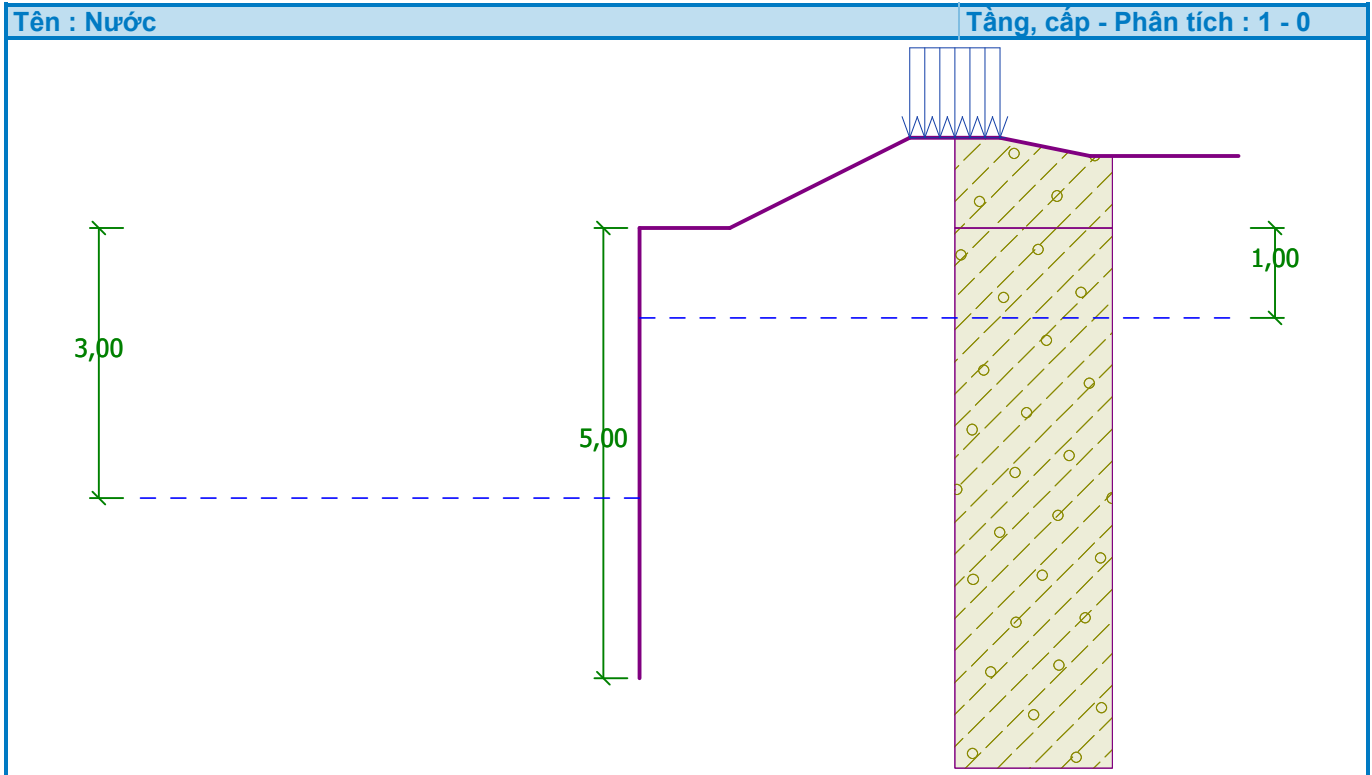 Tên : Nước
Tầng, cấp - Phân tích : 1 - 0
1,00
3,00
5,00